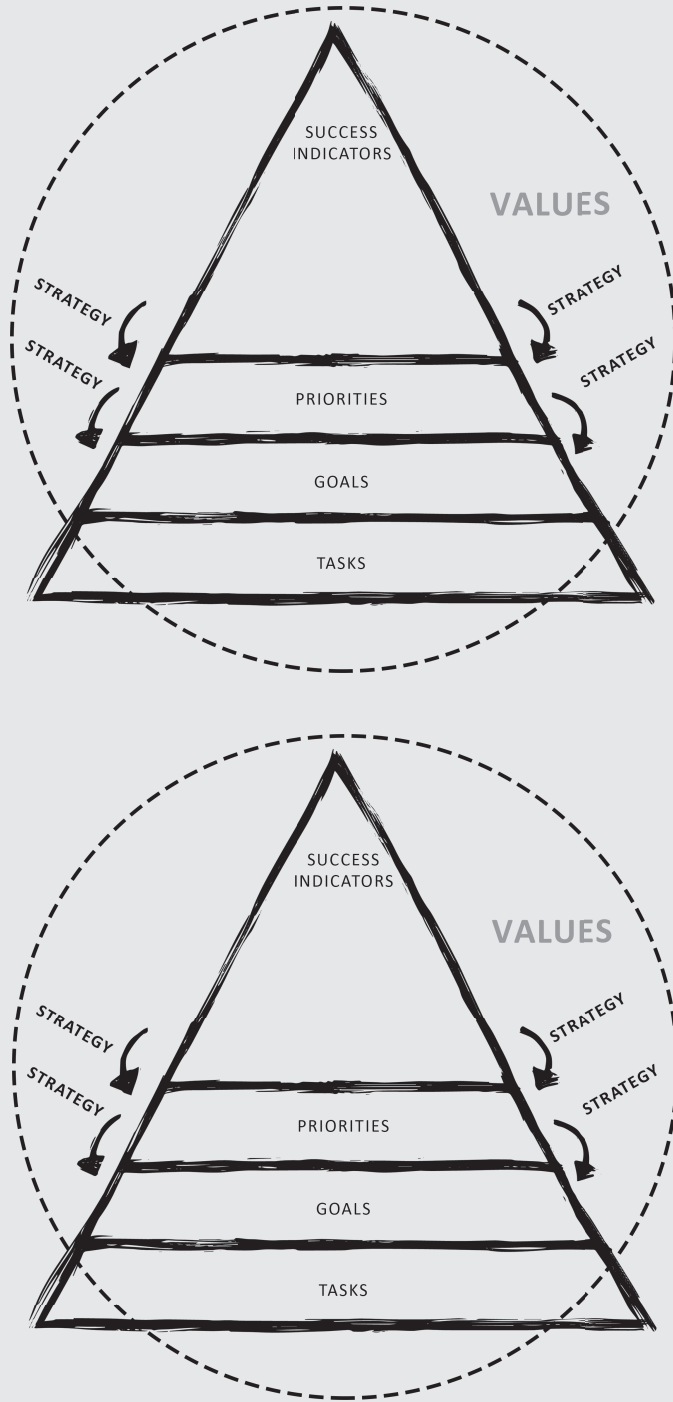 SUCCESS
INDICATORS
VALUES
STRATEGY
STRATEGY
STRATEGY
STRATEGY
PRIORITIES
GOALS
TASKS
SUCCESS
INDICATORS
VALUES
STRATEGY
STRATEGY
STRATEGY
STRATEGY
PRIORITIES
GOALS
TASKS